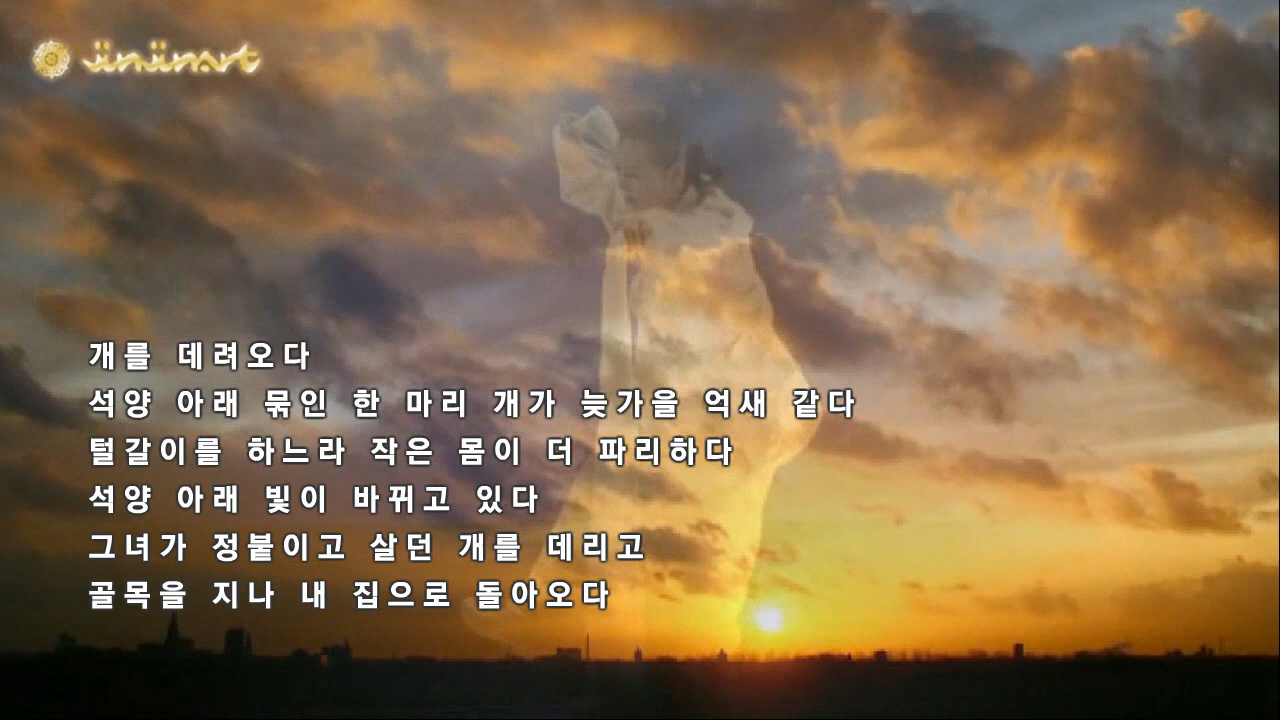 jinjinart
개를 데려오다
석양 아래 묶인 한 마리 개가 늦가을 억새 같다
털갈이를 하느라 작은 몸이 더 파리하다
석양 아래 빛이 바뀌고 있다
그녀가 정붙이고 살던 개를 데리고
골목을 지나 내 집으로 돌아오다